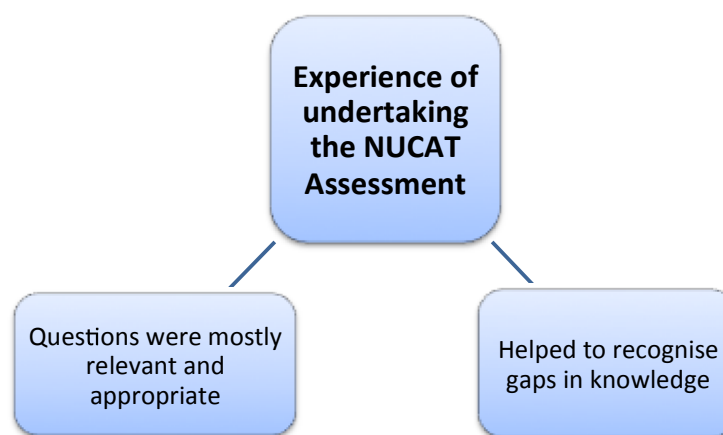 Experience of
undertaking
the NUCAT
Assessment
Questions were mostly
relevant and
appropriate
Helped to recognise
gaps in knowledge